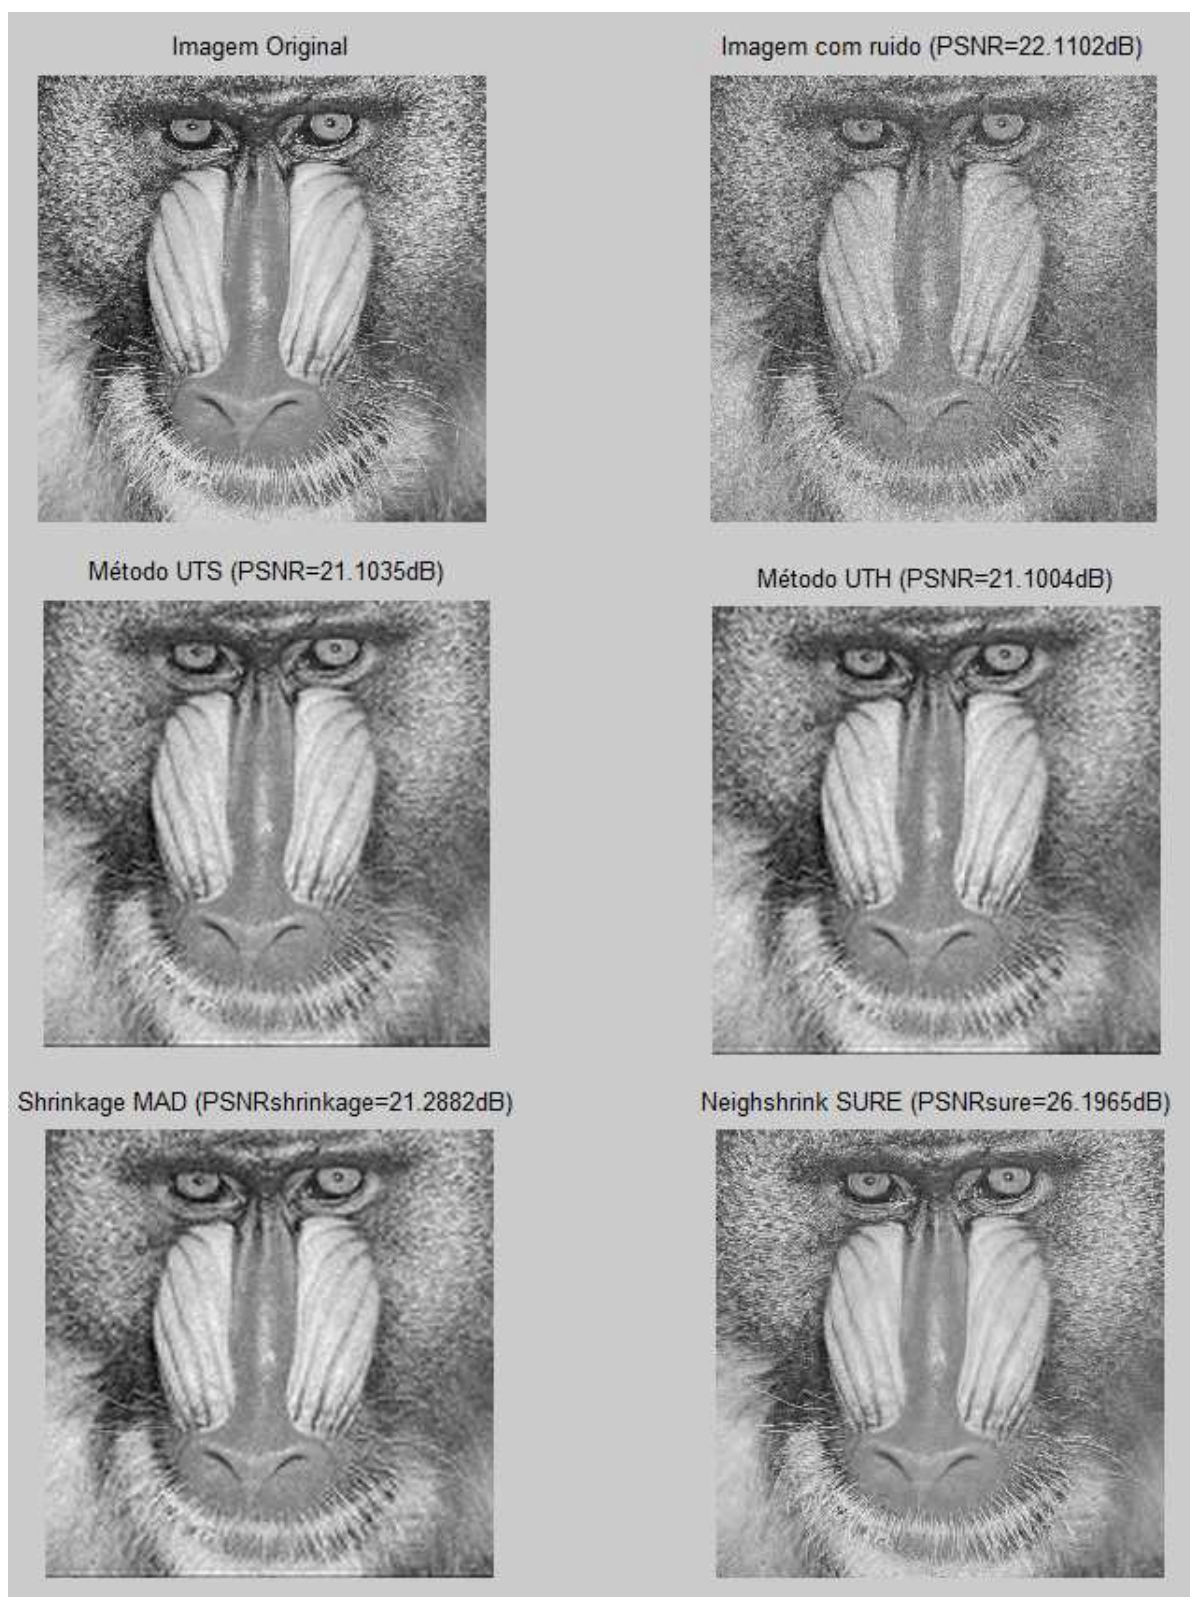 Imagem Original
Imagem com ruido (PSNR=22.1102dB)
Método UTS (PSNR=21.1035dB)
Método UTH (PSNR=21.1004dB)
Shrinkage MAD (PSNRshrinkage=21.2882dB)
Neighshrink SURE (PSNRsure=26.1965dB)